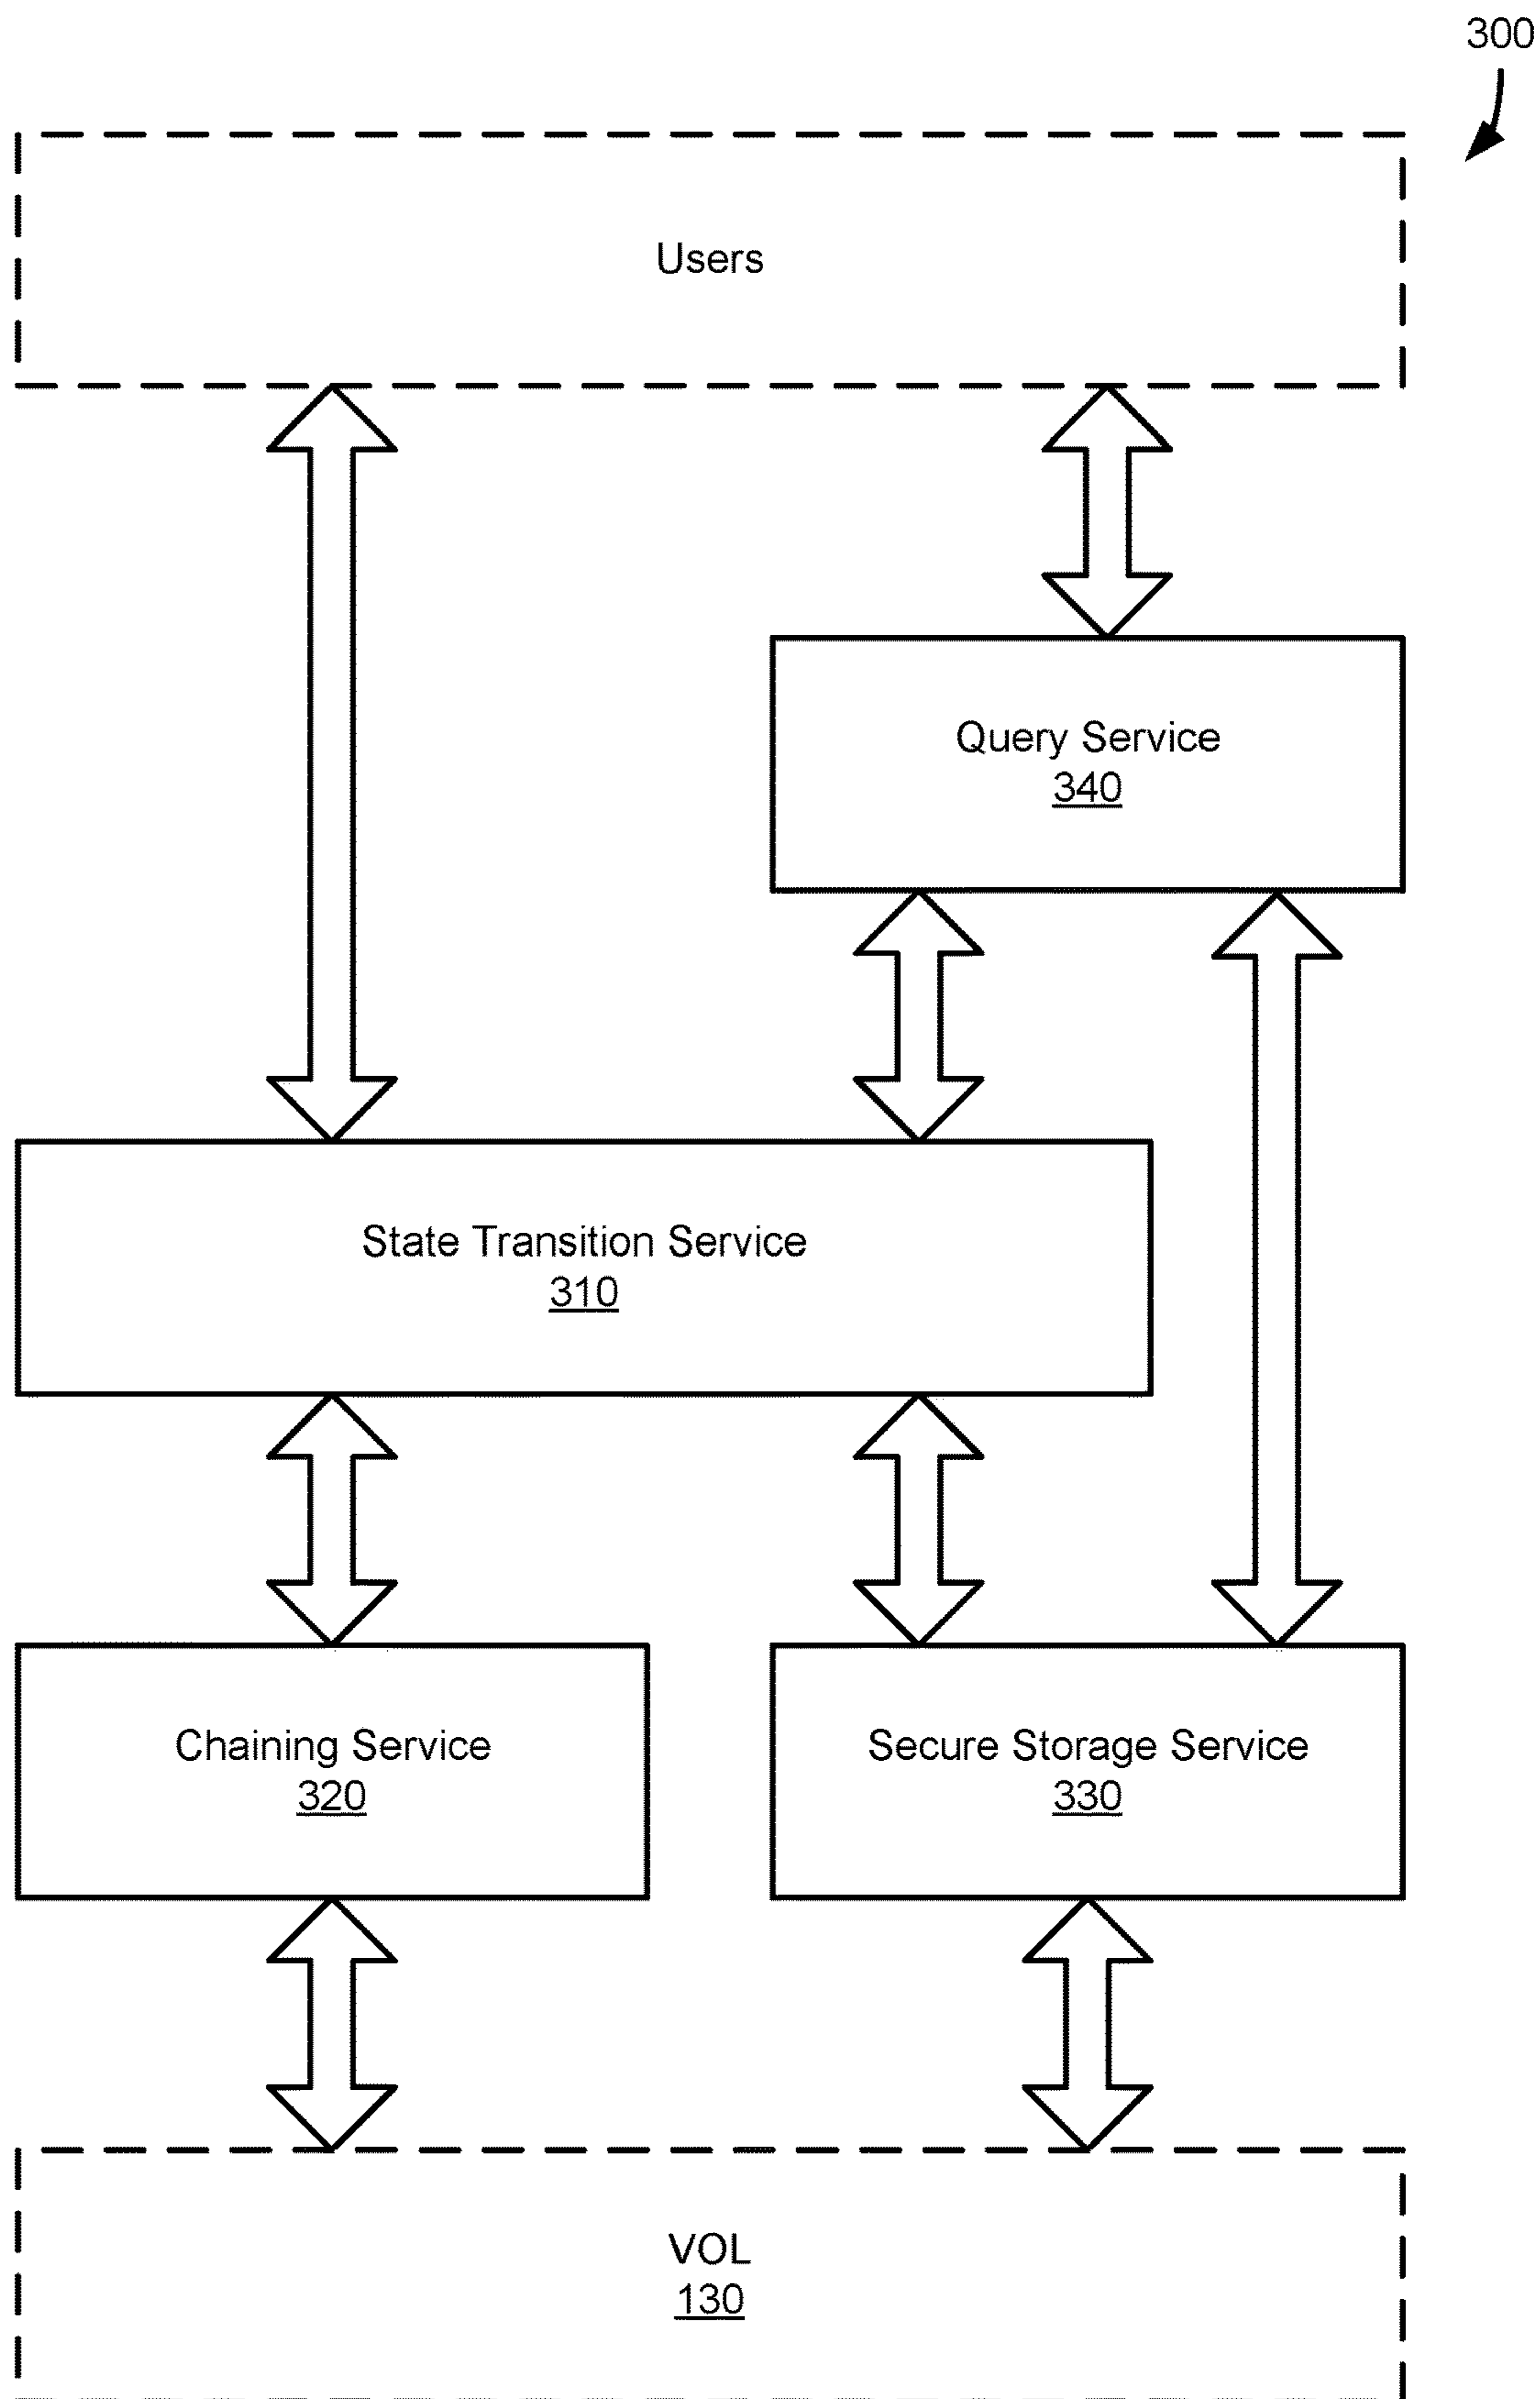 300
Users
Query Service
340
State Transition Service
310
Chaining Service
320
Secure Storage Service
330
VOL
130